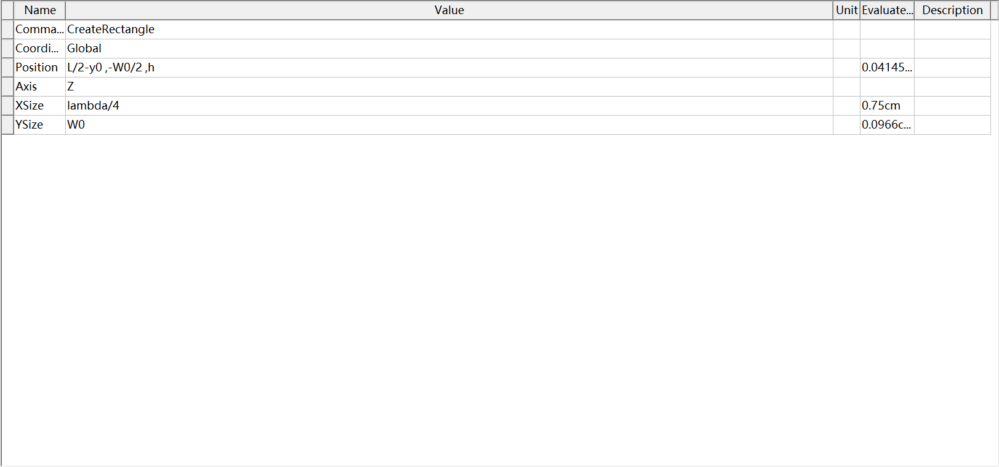 Name Value Unit Evaluate... Description
Comma... CreateRectangle
Coordi... Global
Position L/2-y0 ,-W0/2 ,h 0.04145...
Axis Z
XSize lambda/4 0.75cm
YSize W0 0.0966c...